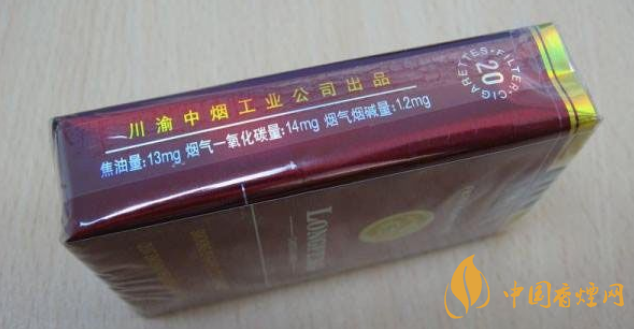 川渝中烟工业公司出品
焦油量:13mg 烟气一氧化碳量:14mg 烟气烟碱量:1.2mg
CIGARETTES·FILTER
20
中国香煙网